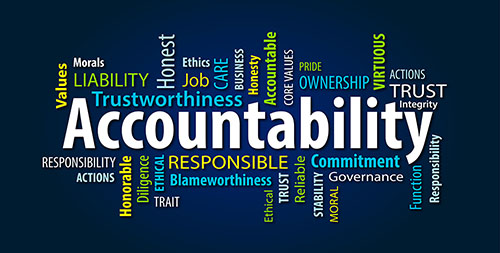 Values
Morals
LIABILITY
Honest
Ethics
Job
CARE
BUSINESS
Honesty
Accountable
CORE VALUES
PRIDE
OWNERSHIP
VIRTUOUS
ACTIONS
TRUST
Integrity
Trustworthiness
Accountability
RESPONSIBILITY
ACTIONS
Honorable
Diligence
ETHICAL
TRAIT
RESPONSIBLE
Blameworthiness
Ethical
TRUST
Reliable
STABILITY
MORAL
Commitment
Governance
Function
Responsibility